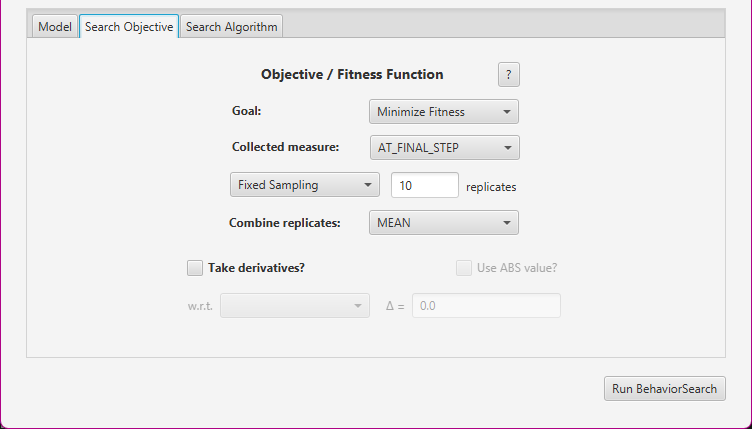 Model Search Objective Search Algorithm
Objective / Fitness Function ?
Goal: Minimize Fitness
Collected measure: AT_FINAL_STEP
Fixed Sampling 10 replicates
Combine replicates: MEAN
Take derivatives? Use ABS value?
w.r.t. Δ = 0.0
Run BehaviorSearch